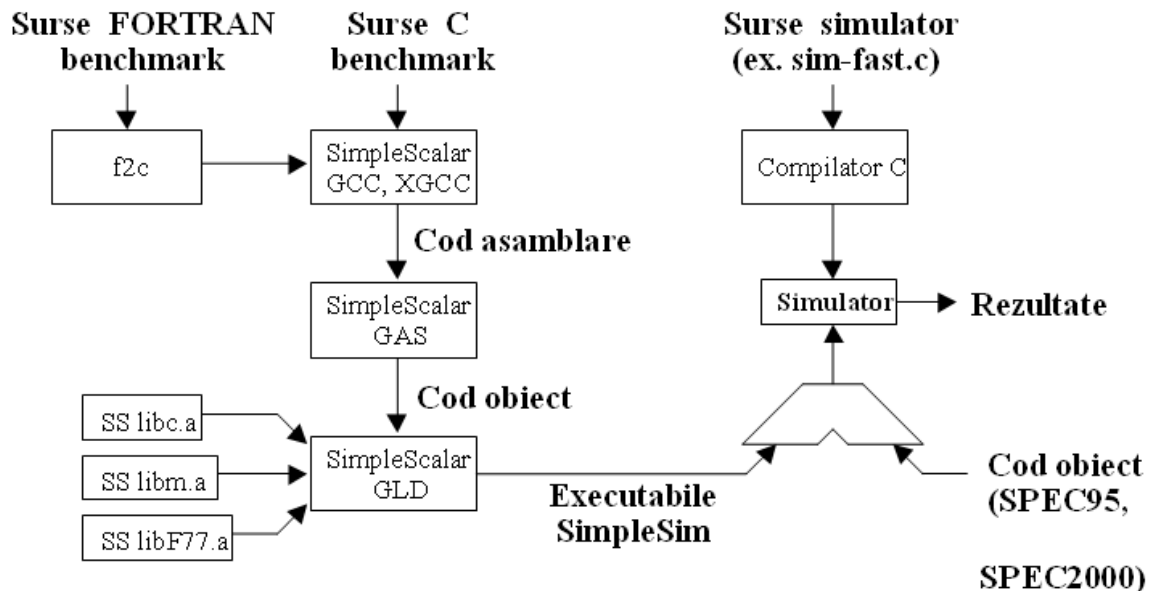 Surse FORTRAN
benchmark
Surse C
benchmark
Surse simulator
(ex. sim-fast.c)
f2c
SimpleScalar
GCC, XGCC
Compilator C
Cod asamblare
SimpleScalar
GAS
Simulator
Rezultate
Cod obiect
SS libc.a
SS libm.a
SS libF77.a
SimpleScalar
GLD
Executabile
SimpleSim
Cod obiect
(SPEC95,
SPEC2000)